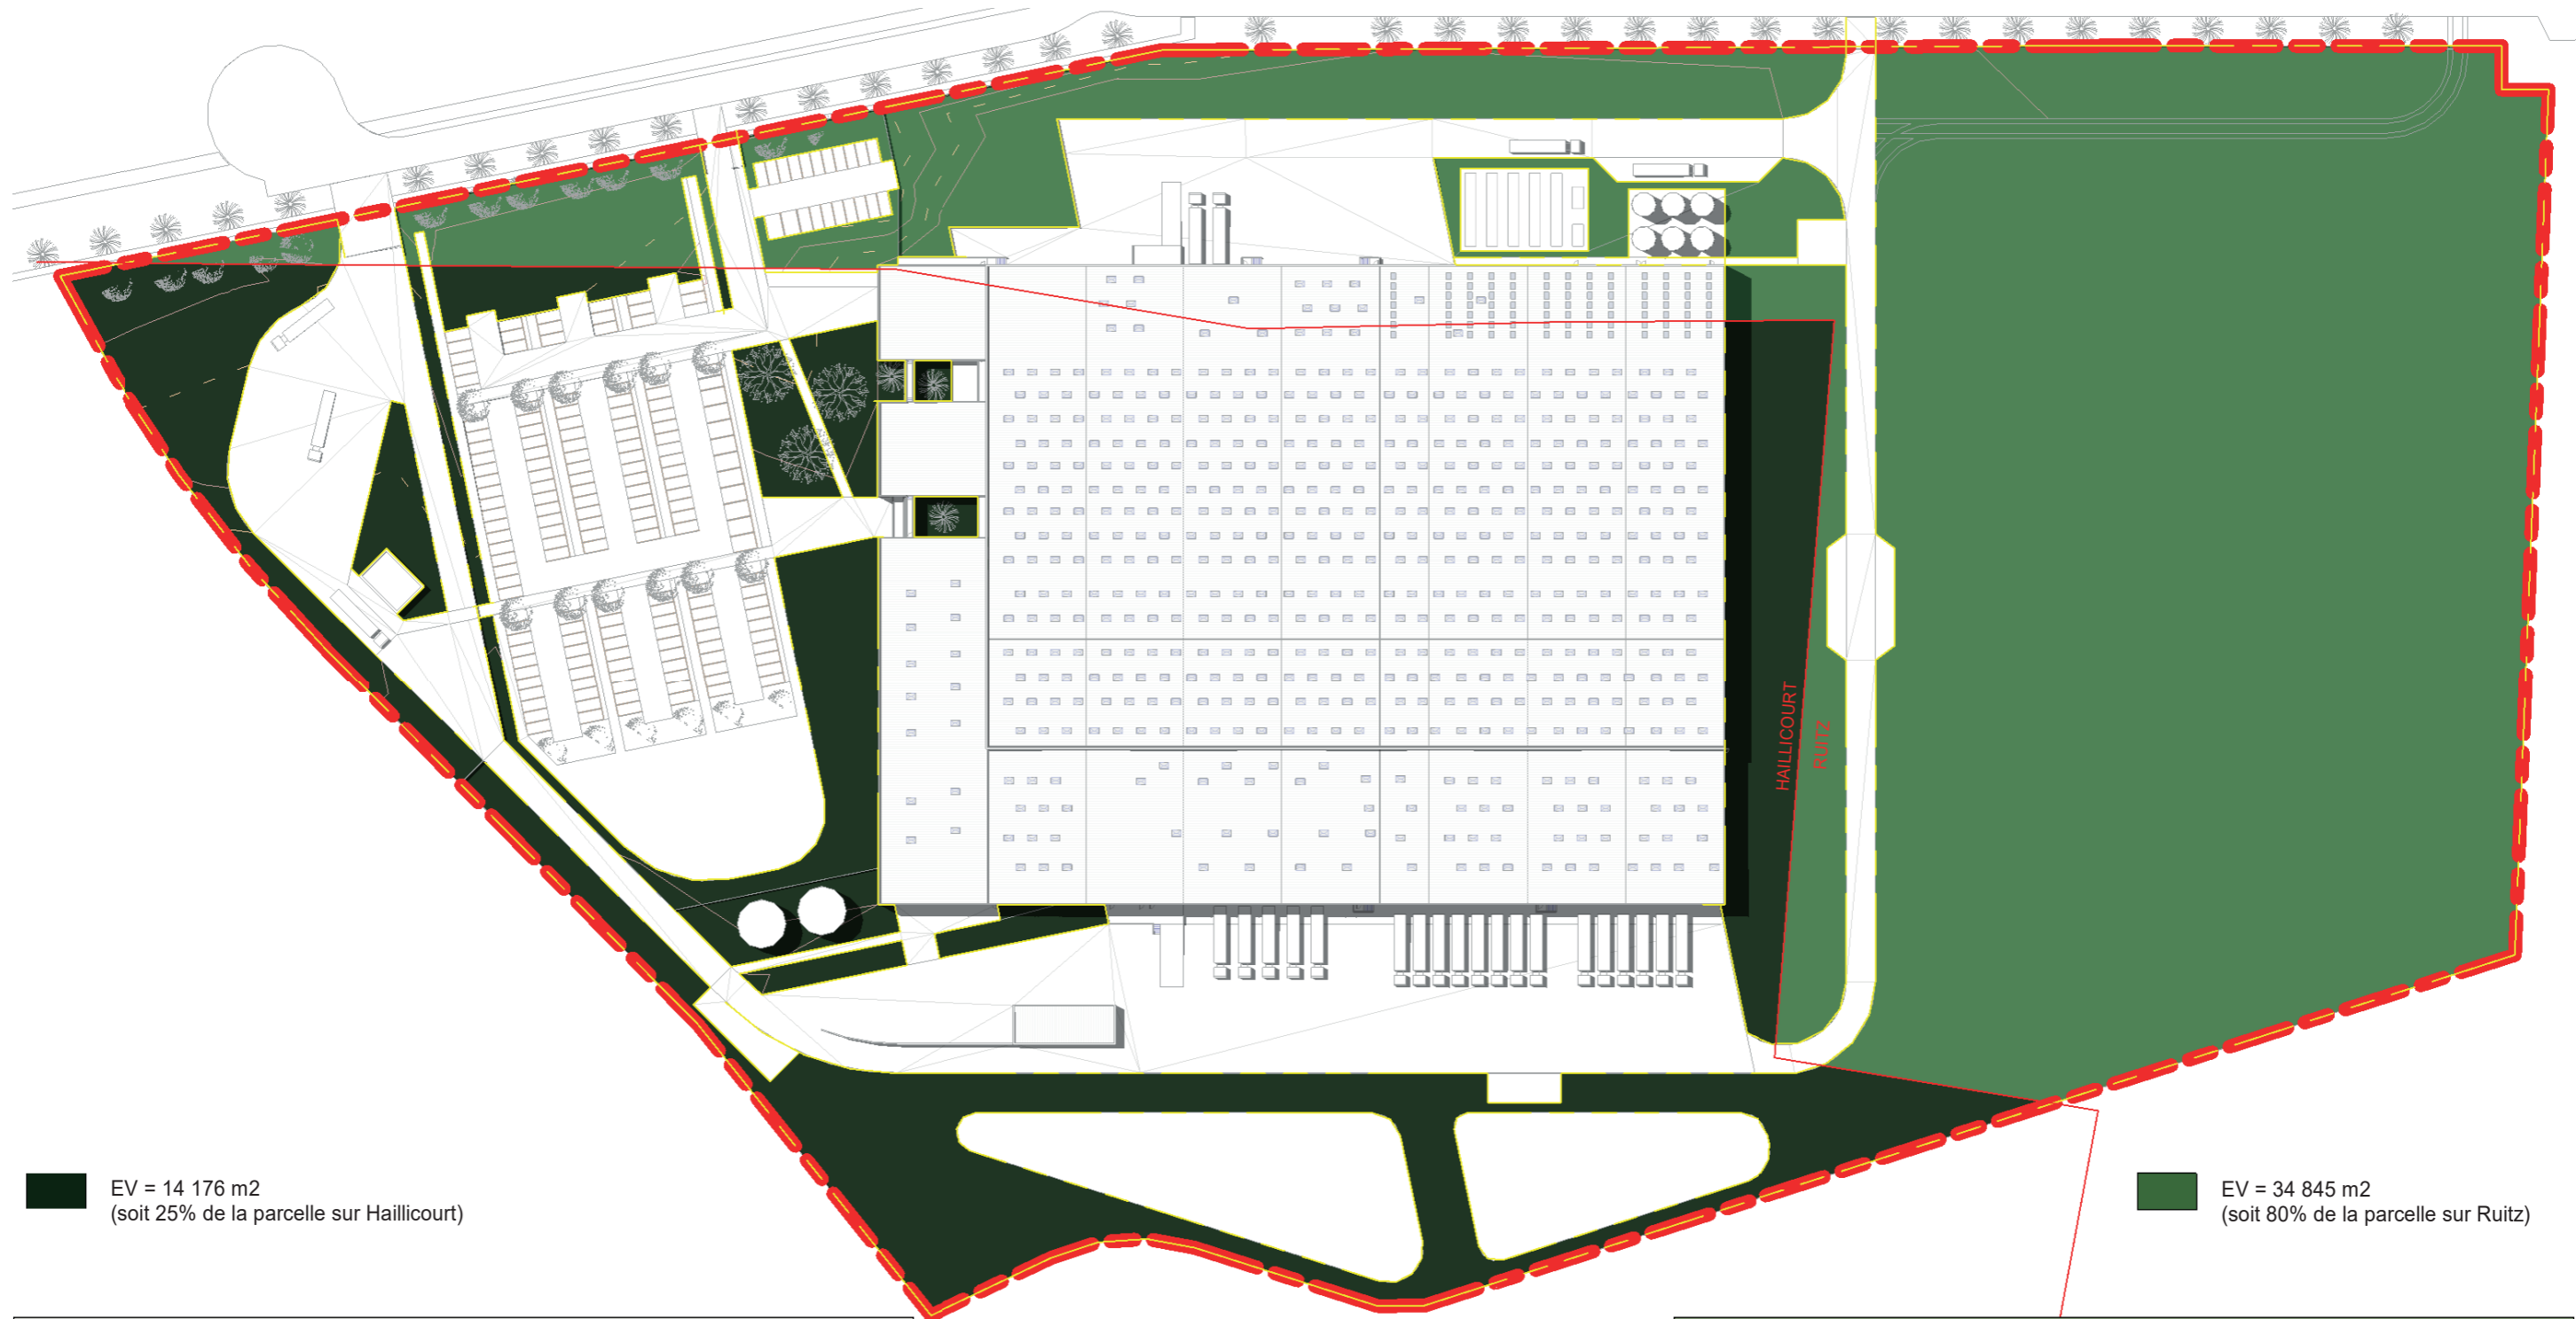 HAILLICOURT
RUITZ
EV = 14 176 m2
(soit 25% de la parcelle sur Haillicourt)
EV = 34 845 m2
(soit 80% de la parcelle sur Ruitz)